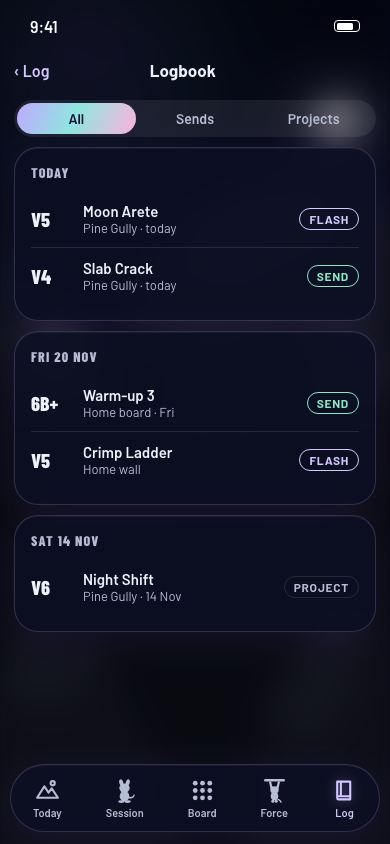 9:41
‹ Log
Logbook
All
Sends
Projects
TODAY
V5
Moon Arete
Pine Gully · today
FLASH
V4
Slab Crack
Pine Gully · today
SEND
FRI 20 NOV
6B+
Warm-up 3
Home board · Fri
SEND
V5
Crimp Ladder
Home wall
FLASH
SAT 14 NOV
V6
Night Shift
Pine Gully · 14 Nov
PROJECT
Today
Session
Board
Force
Log